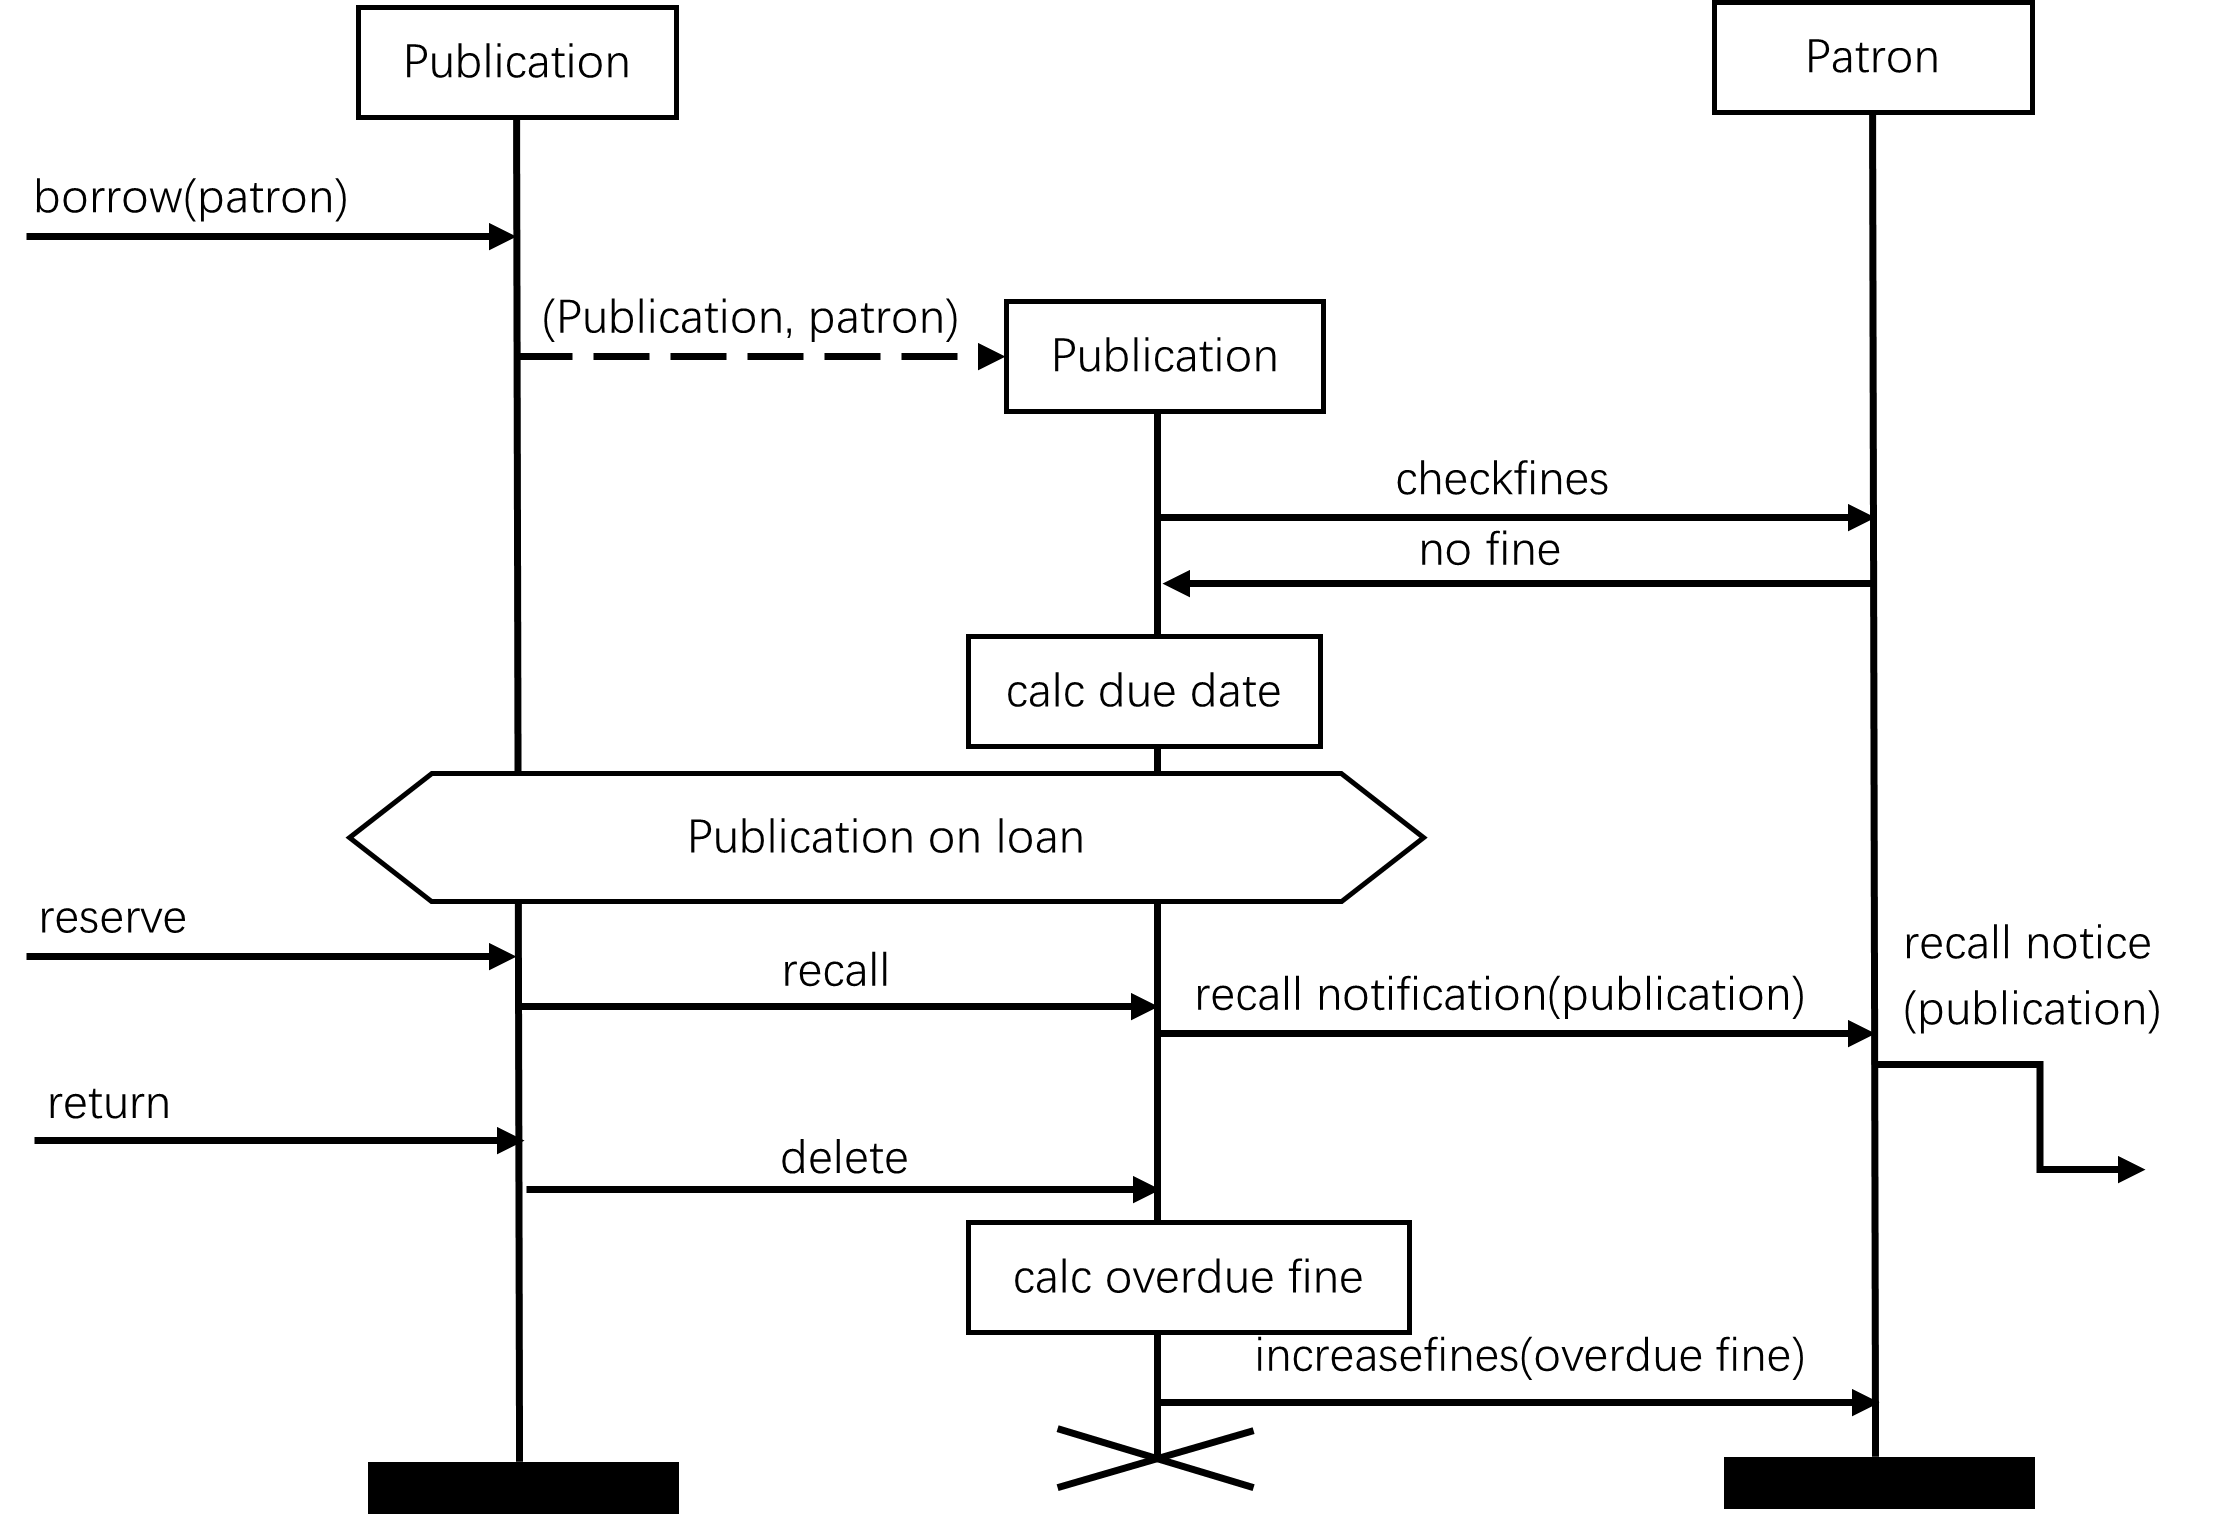 Publication
Patron
borrow(patron)
(Publication, patron)
Publication
checkfines
no fine
calc due date
Publication on loan
reserve
recall
recall notification(publication)
recall notice
(publication)
return
delete
calc overdue fine
increasefines(overdue fine)